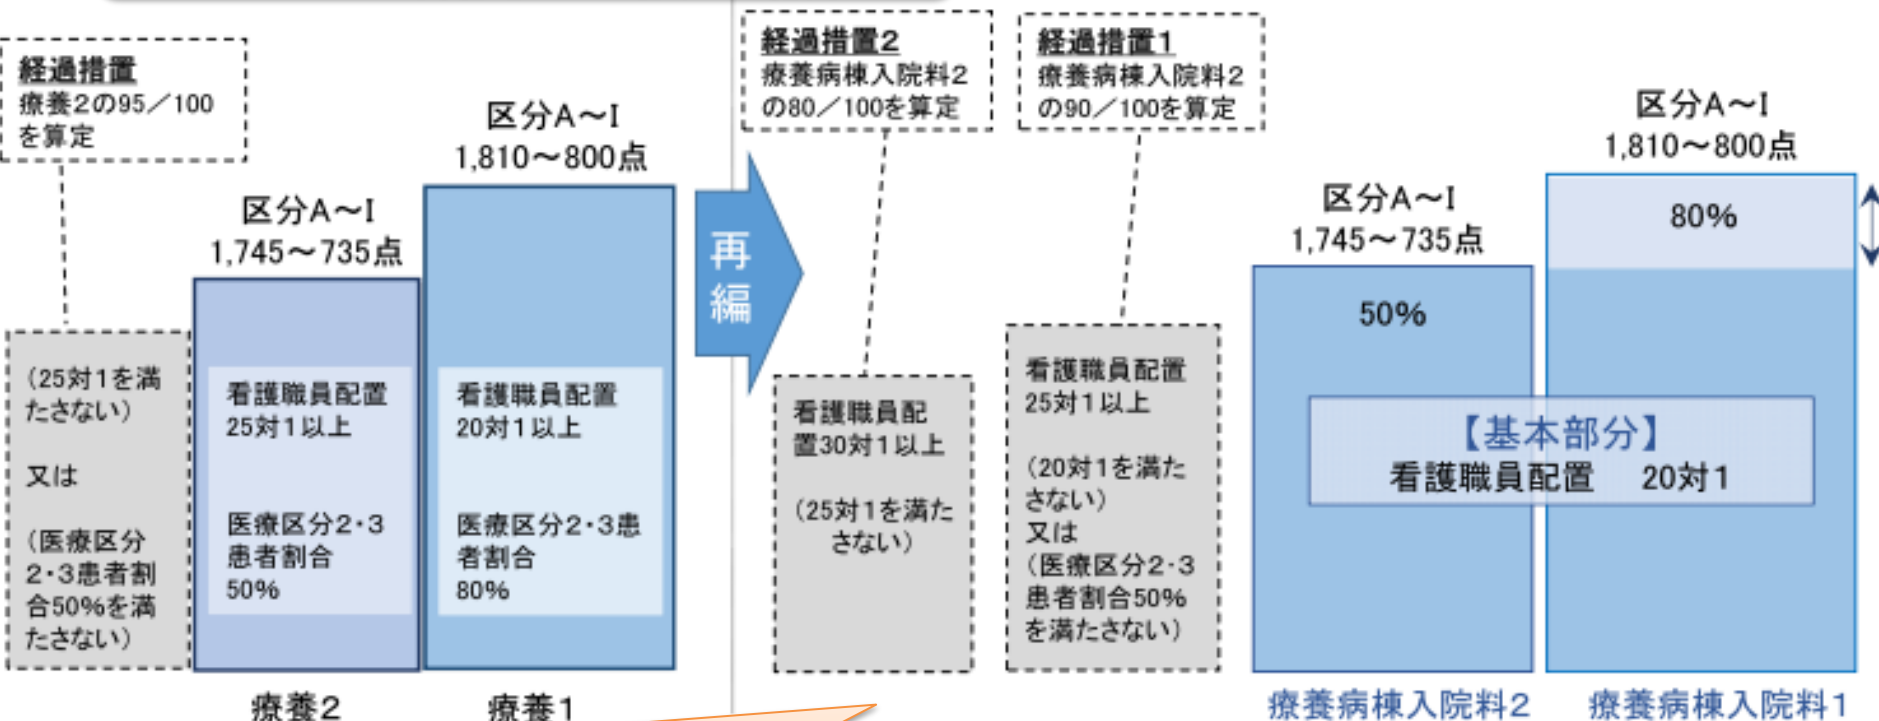 経過措置
療養2の95／100
を算定
区分A～I
1,745～735点
区分A～I
1,810～800点
(25対1を満
たさない)
又は
(医療区分
2・3患者割
合50%を満
たさない)
看護職員配置
25対1以上
医療区分2・3
患者割合
50%
看護職員配置
20対1以上
医療区分2・3患
者割合
80%
療養2
療養1
再
編
経過措置2
療養病棟入院料2
の80／100を算定
経過措置1
療養病棟入院料2
の90／100を算定
看護職員配
置30対1以上
(25対1を満た
さない)
看護職員配置
25対1以上
(20対1を満た
さない)
又は
(医療区分2・3
患者割合50%
を満たさない)
区分A～I
1,745～735点
50%
区分A～I
1,810～800点
80%
【基本部分】
看護職員配置　20対1
療養病棟入院料2
療養病棟入院料1